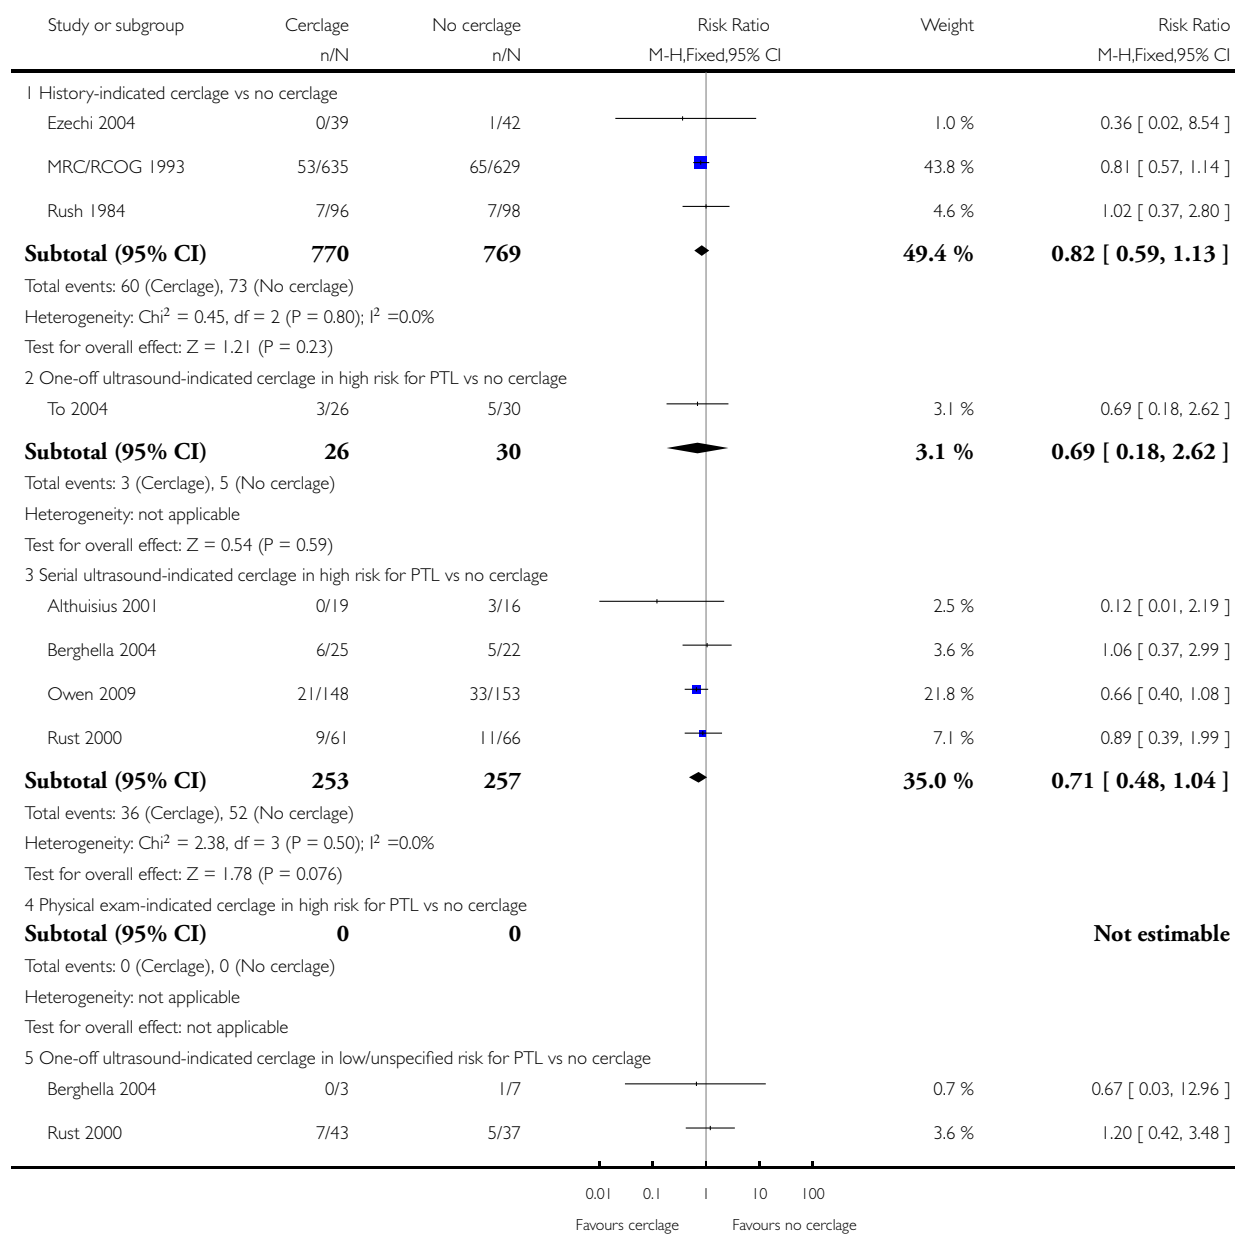 Study or subgroup Cerclage No cerclage Risk Ratio Weight Risk Ratio
n/N n/N M-H,Fixed,95% CI M-H,Fixed,95% CI
1 History-indicated cerclage vs no cerclage
Ezechi 2004 0/39 1/42 1.0 % 0.36 [ 0.02, 8.54 ]
MRC/RCOG 1993 53/635 65/629 43.8 % 0.81 [ 0.57, 1.14 ]
Rush 1984 7/96 7/98 4.6 % 1.02 [ 0.37, 2.80 ]
Subtotal (95% CI) 770 769 49.4 % 0.82 [ 0.59, 1.13 ]
Total events: 60 (Cerclage), 73 (No cerclage)
Heterogeneity: Chi² = 0.45, df = 2 (P = 0.80); I² =0.0%
Test for overall effect: Z = 1.21 (P = 0.23)
2 One-off ultrasound-indicated cerclage in high risk for PTL vs no cerclage
To 2004 3/26 5/30 3.1 % 0.69 [ 0.18, 2.62 ]
Subtotal (95% CI) 26 30 3.1 % 0.69 [ 0.18, 2.62 ]
Total events: 3 (Cerclage), 5 (No cerclage)
Heterogeneity: not applicable
Test for overall effect: Z = 0.54 (P = 0.59)
3 Serial ultrasound-indicated cerclage in high risk for PTL vs no cerclage
Althuisius 2001 0/19 3/16 2.5 % 0.12 [ 0.01, 2.19 ]
Berghella 2004 6/25 5/22 3.6 % 1.06 [ 0.37, 2.99 ]
Owen 2009 21/148 33/153 21.8 % 0.66 [ 0.40, 1.08 ]
Rust 2000 9/61 11/66 7.1 % 0.89 [ 0.39, 1.99 ]
Subtotal (95% CI) 253 257 35.0 % 0.71 [ 0.48, 1.04 ]
Total events: 36 (Cerclage), 52 (No cerclage)
Heterogeneity: Chi² = 2.38, df = 3 (P = 0.50); I² =0.0%
Test for overall effect: Z = 1.78 (P = 0.076)
4 Physical exam-indicated cerclage in high risk for PTL vs no cerclage
Subtotal (95% CI) 0 0 Not estimable
Total events: 0 (Cerclage), 0 (No cerclage)
Heterogeneity: not applicable
Test for overall effect: not applicable
5 One-off ultrasound-indicated cerclage in low/unspecified risk for PTL vs no cerclage
Berghella 2004 0/3 1/7 0.7 % 0.67 [ 0.03, 12.96 ]
Rust 2000 7/43 5/37 3.6 % 1.20 [ 0.42, 3.48 ]
0.01 0.1 1 10 100
Favours cerclage Favours no cerclage